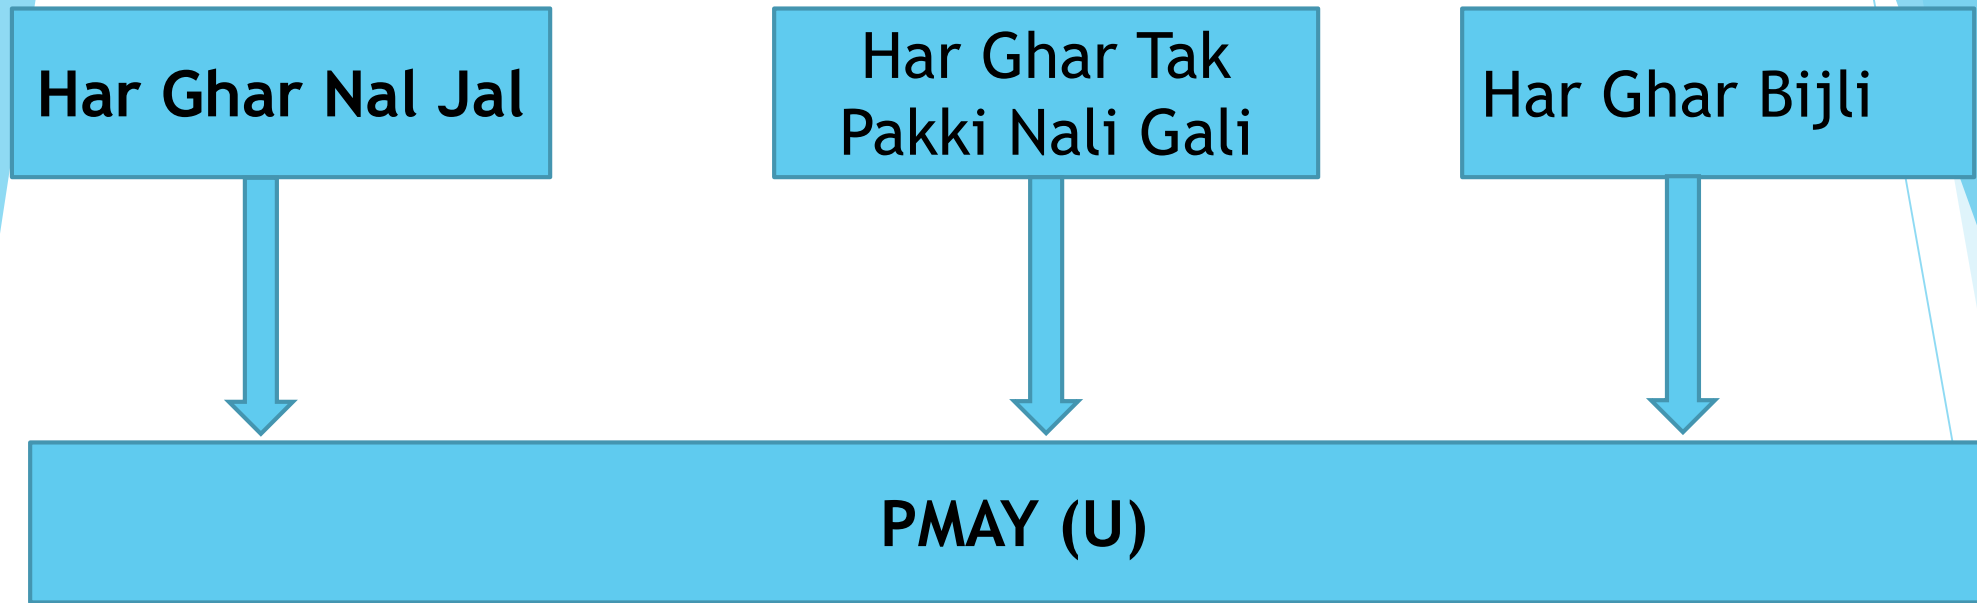 Har Ghar Nal Jal
Har Ghar Tak
Pakki Nali Gali
Har Ghar Bijli
PMAY (U)